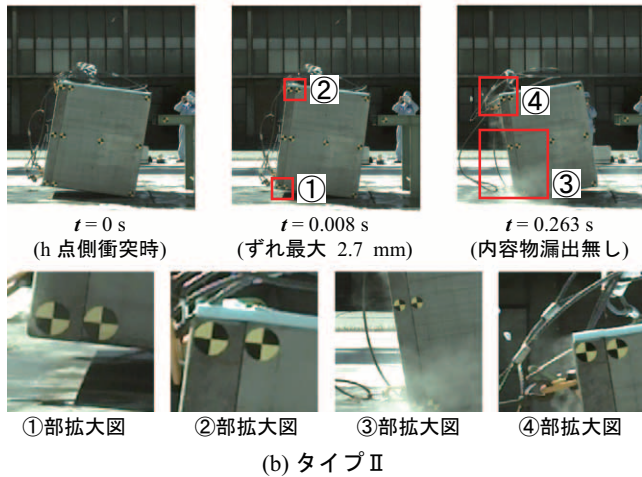 ②
①
④
③
t = 0 s
(h 点側衝突時)
t = 0.008 s
(ずれ最大 2.7 mm)
t = 0.263 s
(内容物漏出無し)
①部拡大図
②部拡大図
③部拡大図
④部拡大図
(b) タイプⅡ